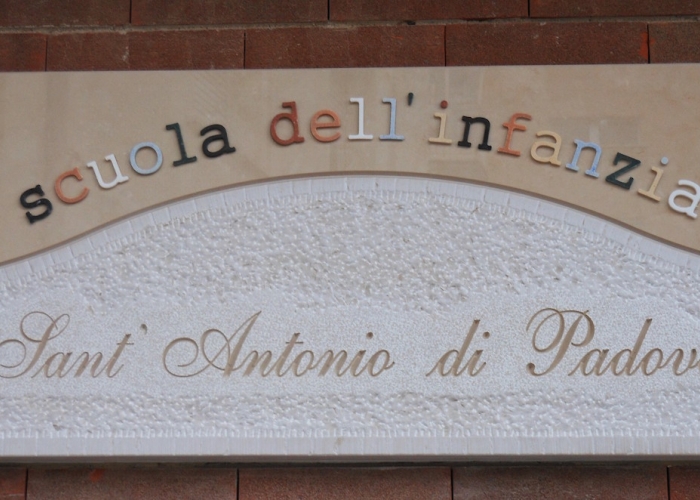 scuola dell'infanzia
Sant' Antonio di Padov